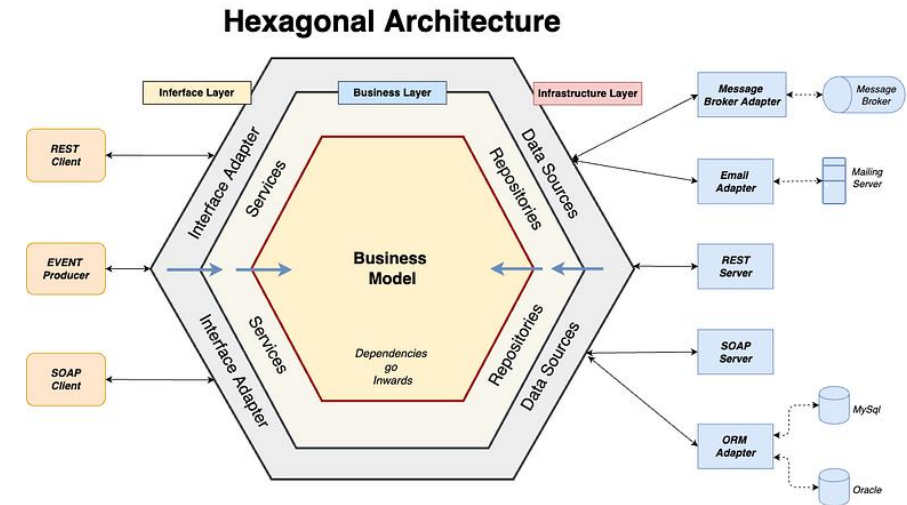 Hexagonal Architecture
Inferface Layer
Business Layer
Infrastructure Layer
REST
Client
EVENT
Producer
SOAP
Client
Interface Adapter
Interface Adapter
Services
Services
Business
Model
Dependencies
go
Inwards
Repositories
Repositories
Data Sources
Data Sources
Message
Broker Adapter
Message
Broker
Email
Adapter
Mailing
Server
REST
Server
SOAP
Server
ORM
Adapter
MySql
Oracle